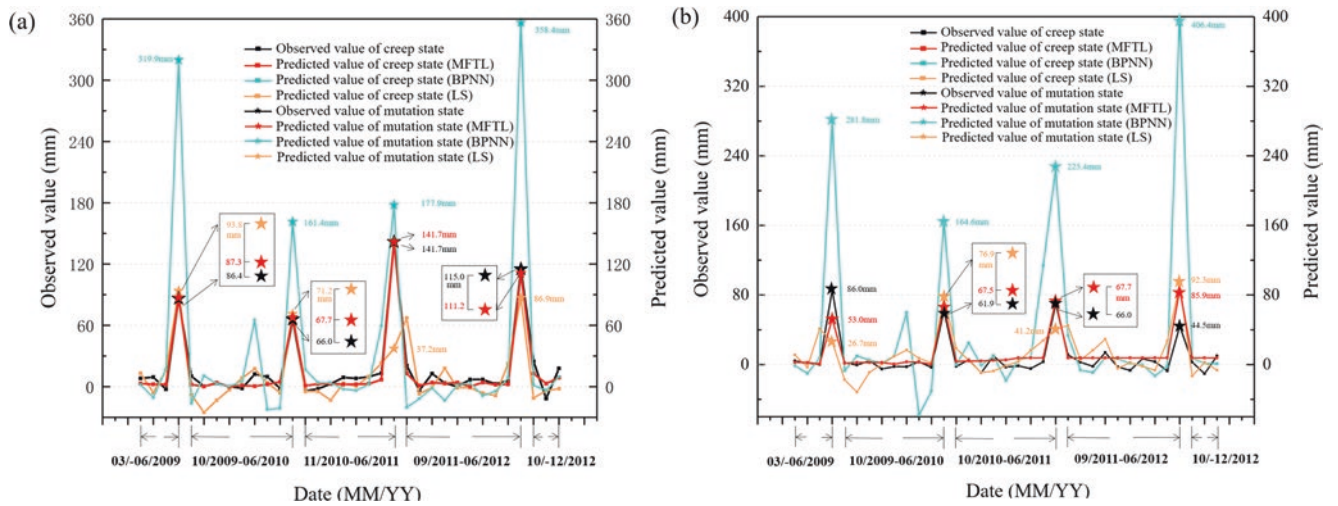 (a)
Observed value (mm)
360
300
240
180
120
60
0
Observed value of creep state
Predicted value of creep state (MFTL)
Predicted value of creep state (BPNN)
Predicted value of creep state (LS)
Observed value of mutation state
Predicted value of mutation state (MFTL)
Predicted value of mutation state (BPNN)
Predicted value of mutation state (LS)
358.4mm
mm
87.3
86.4
161.4mm
71.2
mm
67.7
66.0
177.9mm
141.7mm
141.7mm
37.2mm
115.0
mm
111.2
86.9mm
360
300
240
180
120
60
0
Predicted value (mm)
03/-06/2009
10/2009-06/2010
11/2010-06/2011
09/2011-06/2012
10/-12/2012
Date (MM/YY)
(b)
Observed value (mm)
400
320
240
160
80
0
Observed value of creep state
Predicted value of creep state (MFTL)
Predicted value of creep state (BPNN)
Predicted value of creep state (LS)
Observed value of mutation state
Predicted value of mutation state (MFTL)
Predicted value of mutation state (BPNN)
Predicted value of mutation state (LS)
406.4mm
281.8mm
86.0mm
53.0mm
26.7mm
164.6mm
76.9
mm
67.5
61.9
225.4mm
41.2mm
67.7
mm
66.0
92.5mm
85.9mm
44.5mm
400
320
240
160
80
0
Predicted value (mm)
03/-06/2009
10/2009-06/2010
10/2010-06/2011
09/2011-06/2012
10/-12/2012
Date (MM/YY)